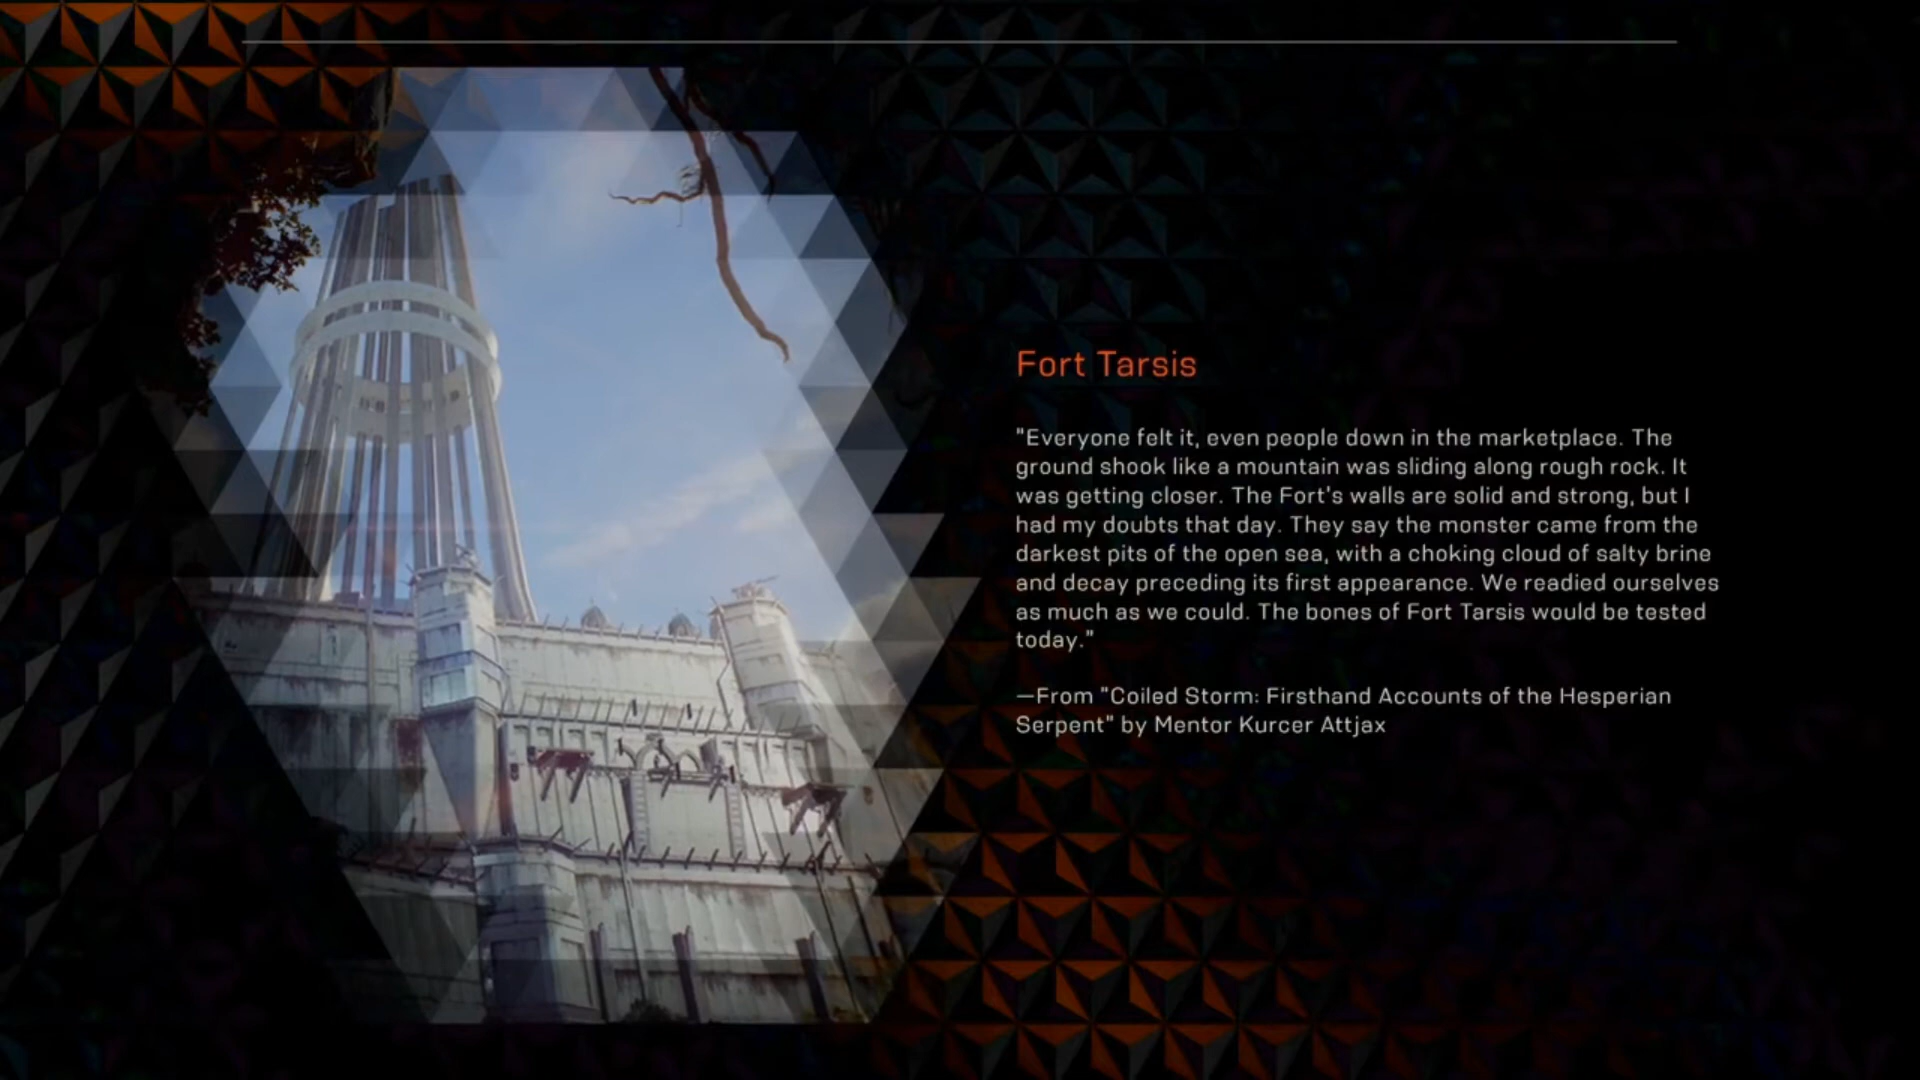 Fort Tarsis
"Everyone felt it, even people down in the marketplace. The
ground shook like a mountain was sliding along rough rock. It
was getting closer. The Fort's walls are solid and strong, but I
had my doubts that day. They say the monster came from the
darkest pits of the open sea, with a choking cloud of salty brine
and decay preceding its first appearance. We readied ourselves
as much as we could. The bones of Fort Tarsis would be tested
today."
—From "Coiled Storm: Firsthand Accounts of the Hesperian
Serpent" by Mentor Kurcer Attjax